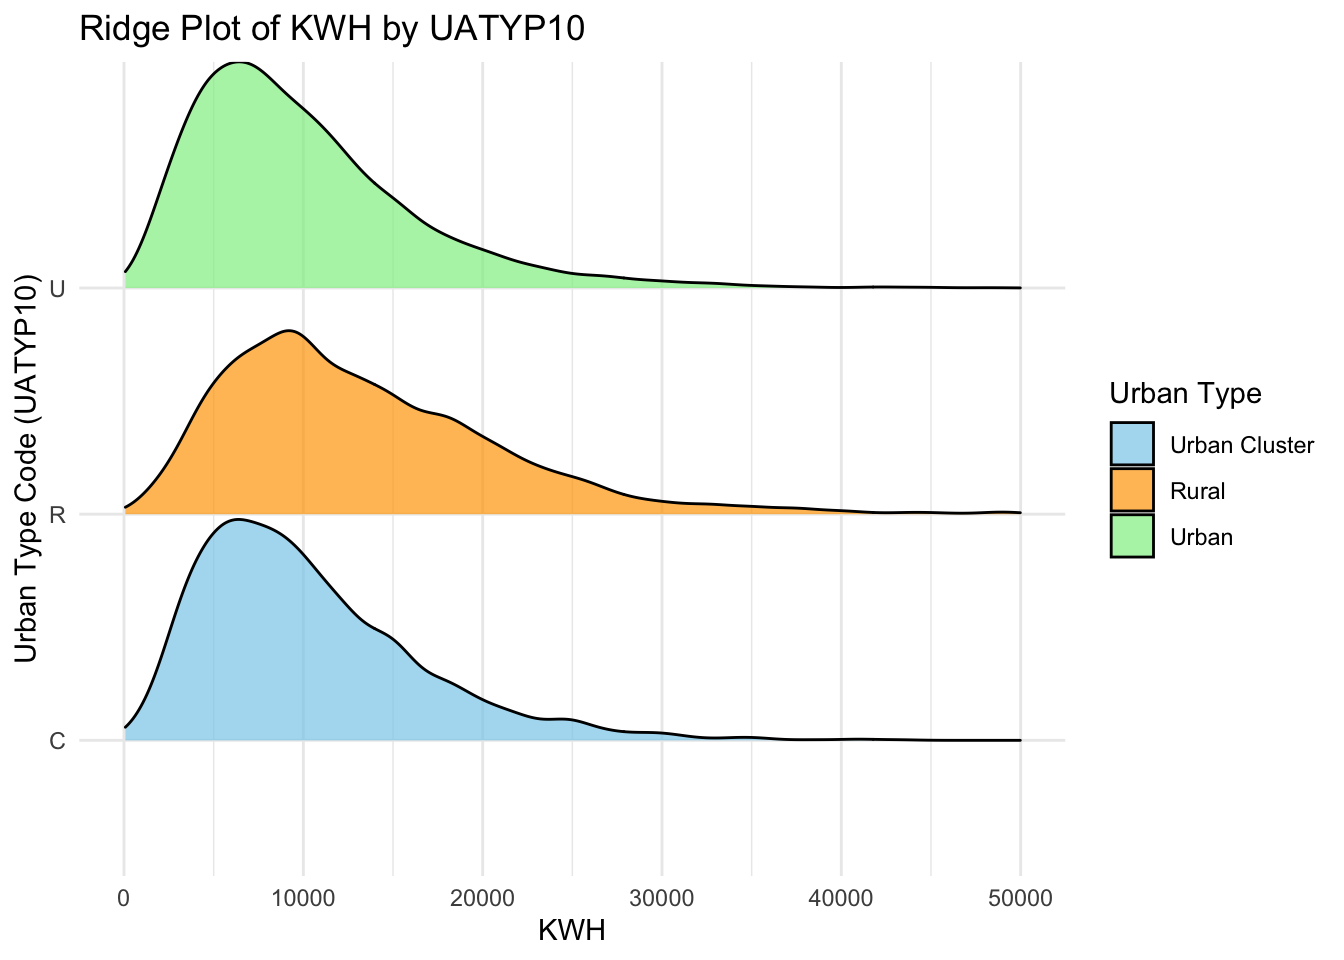 Ridge Plot of KWH by UATYP10
Urban Type Code (UATYP10)
U
R
C
0 10000 20000 30000 40000 50000
KWH
Urban Type
Urban Cluster
Rural
Urban